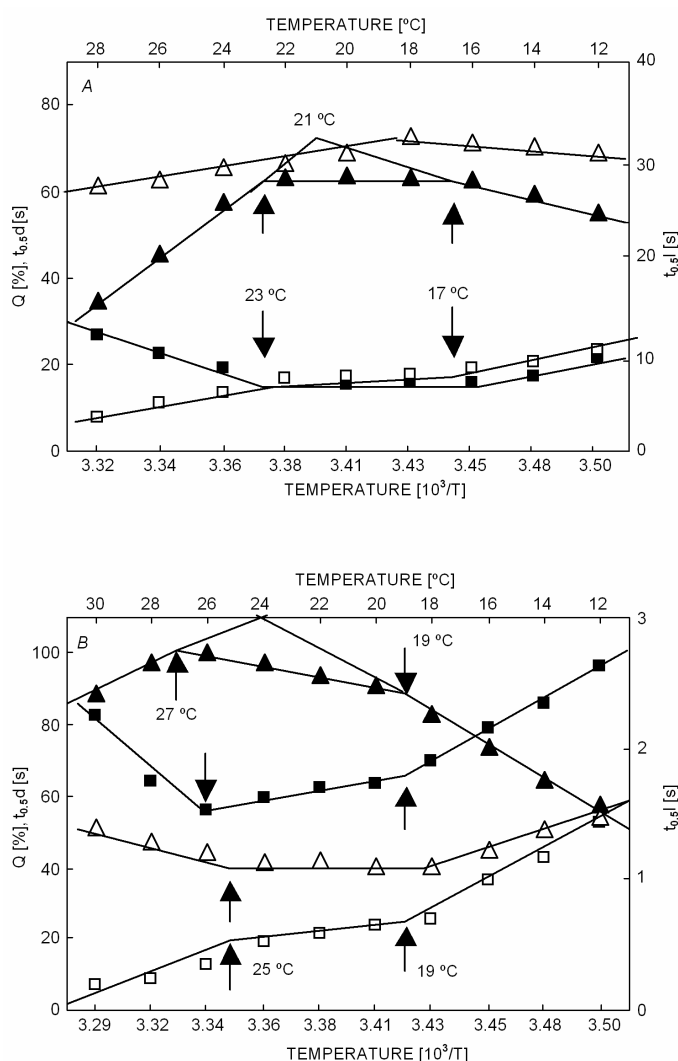 TEMPERATURE [ºC]
28 26 24 22 20 18 16 14 12
A
80
60
40
20
0
Q [%], t0.5d [s]
40
30
20
10
0
t0.5l [s]
21 ºC
23 ºC
17 ºC
3.32 3.34 3.36 3.38 3.41 3.43 3.45 3.48 3.50
TEMPERATURE [10³/T]
TEMPERATURE [ºC]
30 28 26 24 22 20 18 16 14 12
B
100
80
60
40
20
0
Q [%], t0.5d [s]
3
2
1
0
t0.5l [s]
19 ºC
27 ºC
25 ºC
19 ºC
3.29 3.32 3.34 3.36 3.38 3.41 3.43 3.45 3.48 3.50
TEMPERATURE [10³/T]